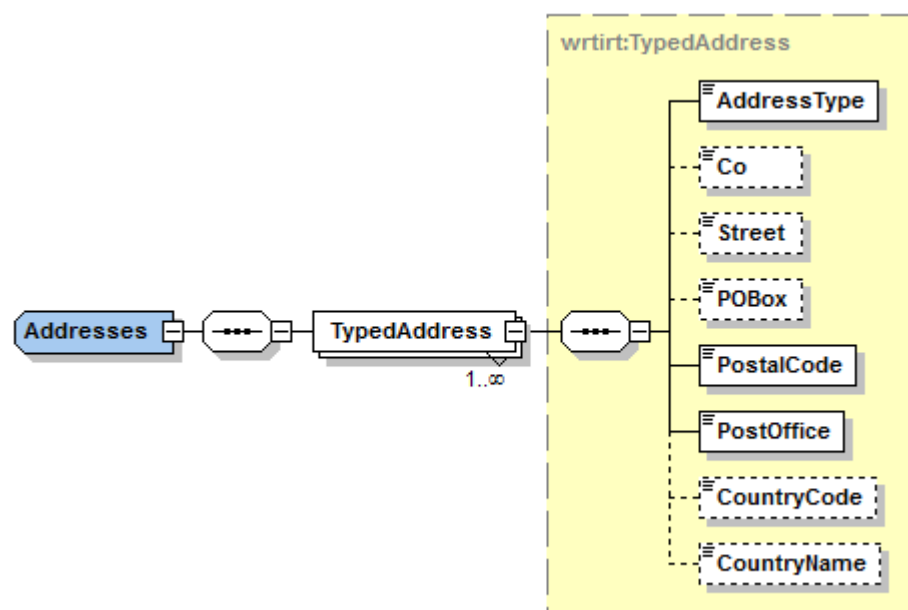 wrtirt:TypedAddress
AddressType
Co
Street
POBox
Addresses
TypedAddress
1..∞
PostalCode
PostOffice
CountryCode
CountryName